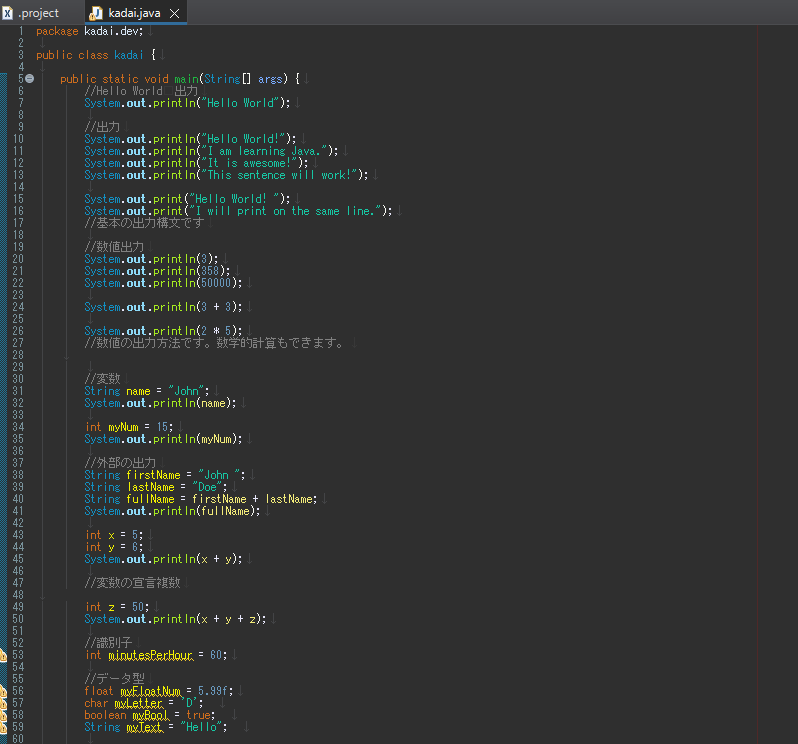 .project kadai.java
1 package kadai.dev;
2
3 public class kadai {
4
5 public static void main(String[] args) {
6 //Hello World 出力
7 System.out.println("Hello World");
8
9 //出力
10 System.out.println("Hello World!");
11 System.out.println("I am learning Java.");
12 System.out.println("It is awesome!");
13 System.out.println("This sentence will work!");
14
15 System.out.print("Hello World! ");
16 System.out.print("I will print on the same line.");
17 //基本の出力構文です
18
19 //数値出力
20 System.out.println(3);
21 System.out.println(358);
22 System.out.println(50000);
23
24 System.out.println(3 + 3);
25
26 System.out.println(2 * 5);
27 //数値の出力方法です。数学的計算もできます。
28
29
30 //変数
31 String name = "John";
32 System.out.println(name);
33
34 int myNum = 15;
35 System.out.println(myNum);
36
37 //外部の出力
38 String firstName = "John ";
39 String lastName = "Doe";
40 String fullName = firstName + lastName;
41 System.out.println(fullName);
42
43 int x = 5;
44 int y = 6;
45 System.out.println(x + y);
46
47 //変数の宣言複数
48
49 int z = 50;
50 System.out.println(x + y + z);
51
52 //識別子
53 int minutesPerHour = 60;
54
55 //データ型
56 float myFloatNum = 5.99f;
57 char myLetter = 'D';
58 boolean myBool = true;
59 String myText = "Hello";
60